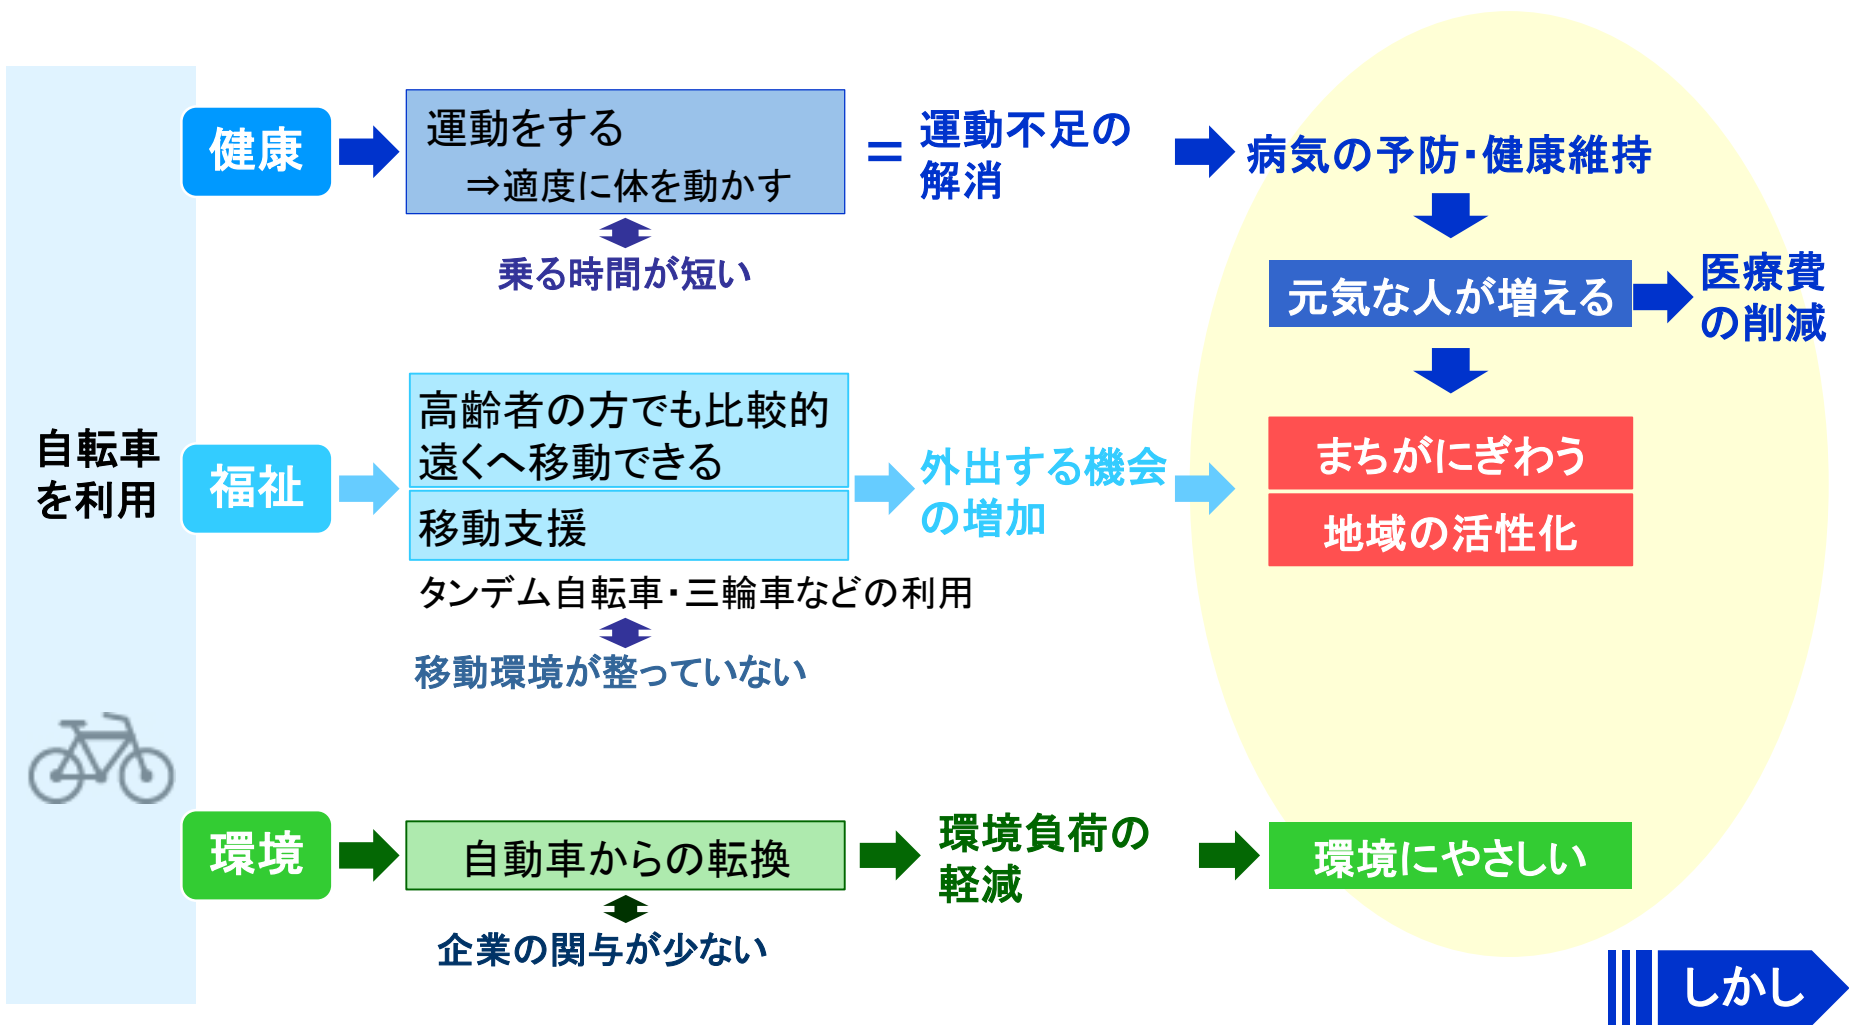 自転車
を利用
健康
運動をする
⇒適度に体を動かす
乗る時間が短い
＝
運動不足の
解消
病気の予防・健康維持
元気な人が増える
医療費
の削減
福祉
高齢者の方でも比較的
遠くへ移動できる
移動支援
タンデム自転車・三輪車などの利用
移動環境が整っていない
外出する機会
の増加
まちがにぎわう
地域の活性化
環境
自動車からの転換
企業の関与が少ない
環境負荷の
軽減
環境にやさしい
しかし